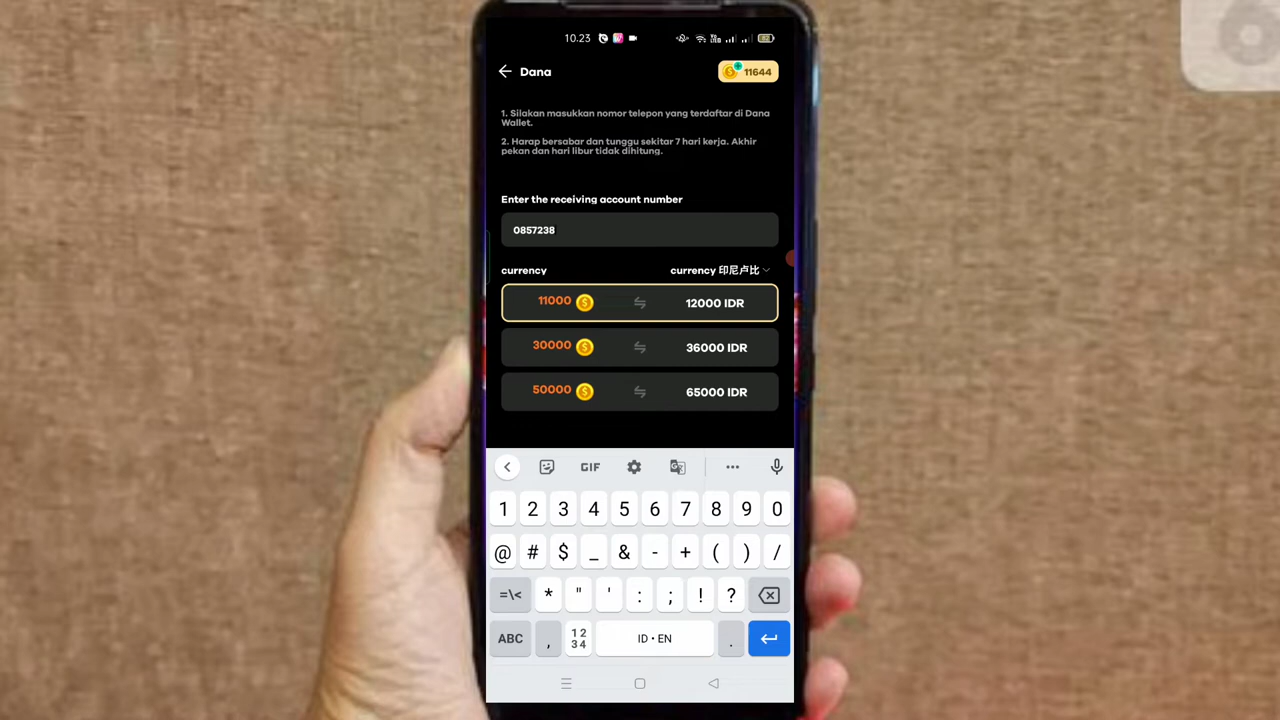 10.23
Dana
11644
1. Silakan masukkan nomor telepon yang terdaftar di Dana
Wallet.
2. Harap bersabar dan tunggu sekitar 7 hari kerja. Akhir
pekan dan hari libur tidak dihitung.
Enter the receiving account number
0857238
currency currency 印尼卢比
11000 12000 IDR
30000 36000 IDR
50000 65000 IDR
GIF
1 2 3 4 5 6 7 8 9 0
@ # $ _ & - + ( ) /
=\< * " ' : ; ! ?
ABC , 12 34 ID • EN .